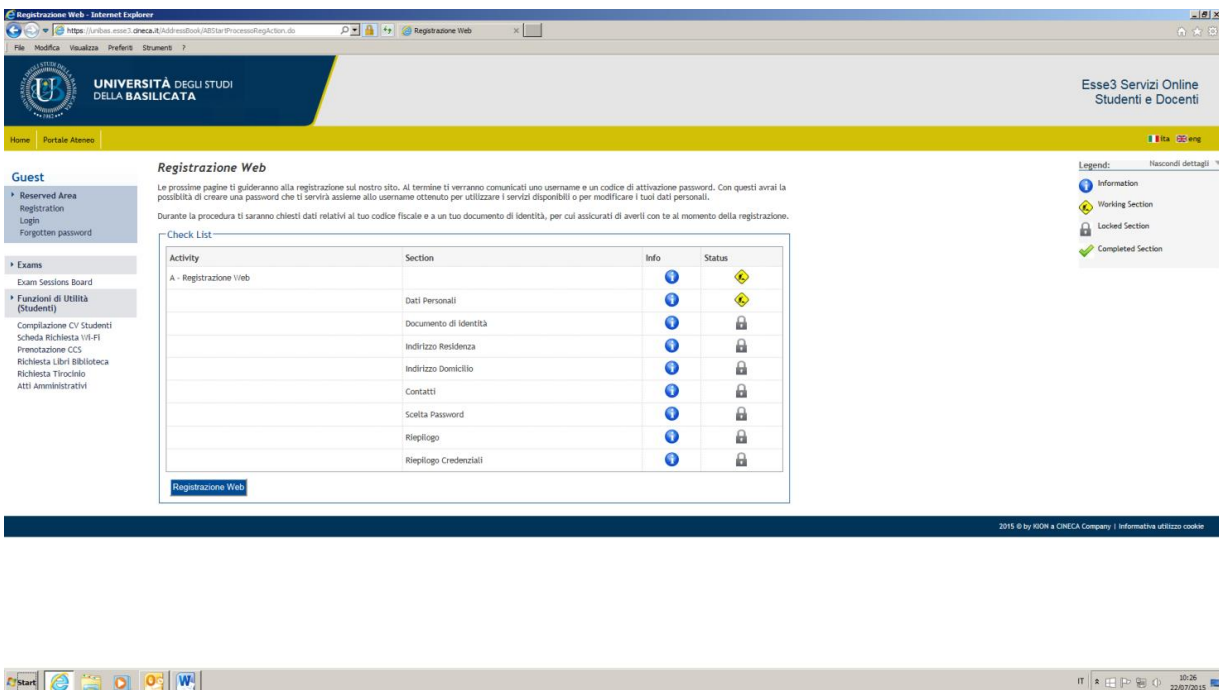 Registrazione Web - Internet Explorer
https://unibas.esse3.cineca.it/AddressBook/ABStartProcessoRegAction.do
Registrazione Web
File Modifica Visualizza Preferiti Strumenti ?
UNIVERSITÀ DEGLI STUDI
DELLA BASILICATA
Esse3 Servizi Online
Studenti e Docenti
Home Portale Ateneo
ita eng
Guest
Reserved Area
Registration
Login
Forgotten password
Exams
Exam Sessions Board
Funzioni di Utilità
(Studenti)
Compilazione CV Studenti
Scheda Richiesta Wi-Fi
Prenotazione CCS
Richiesta Libri Biblioteca
Richiesta Tirocinio
Atti Amministrativi
Registrazione Web
Le prossime pagine ti guideranno alla registrazione sul nostro sito. Al termine ti verranno comunicati uno username e un codice di attivazione password. Con questi avrai la
possibilità di creare una password che ti servirà assieme allo username ottenuto per utilizzare i servizi disponibili o per modificare i tuoi dati personali.
Durante la procedura ti saranno chiesti dati relativi al tuo codice fiscale e a un tuo documento di identità, per cui assicurati di averli con te al momento della registrazione.
Check List
Activity Section Info Status
A - Registrazione Web
Dati Personali
Documento di identità
Indirizzo Residenza
Indirizzo Domicilio
Contatti
Scelta Password
Riepilogo
Riepilogo Credenziali
Registrazione Web
Legend: Nascondi dettagli
Information
Working Section
Locked Section
Completed Section
2015 © by KION a CINECA Company | Informativa utilizzo cookie
Start
IT
10:26
22/07/2015